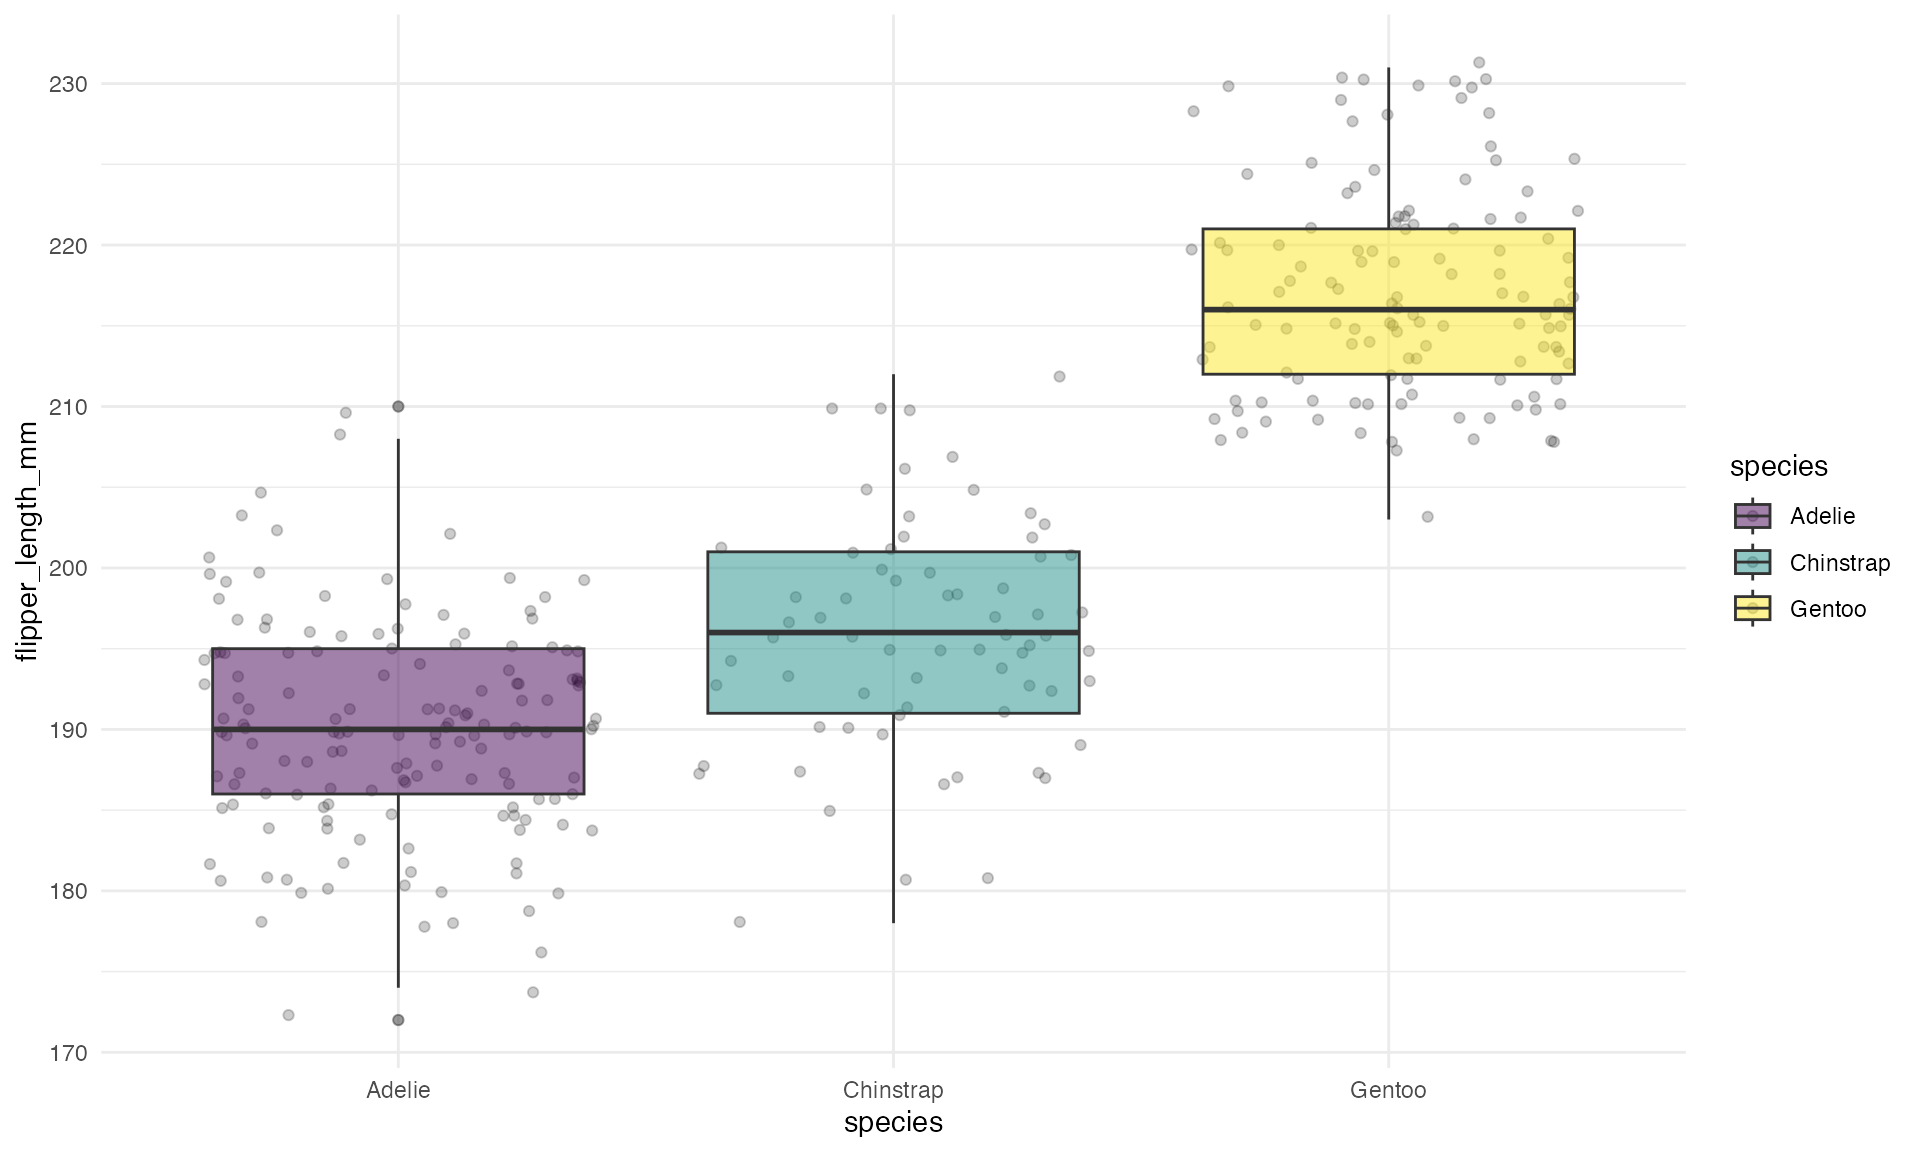 flipper_length_mm
230
220
210
200
190
180
170
Adelie
Chinstrap
Gentoo
species
species
Adelie
Chinstrap
Gentoo